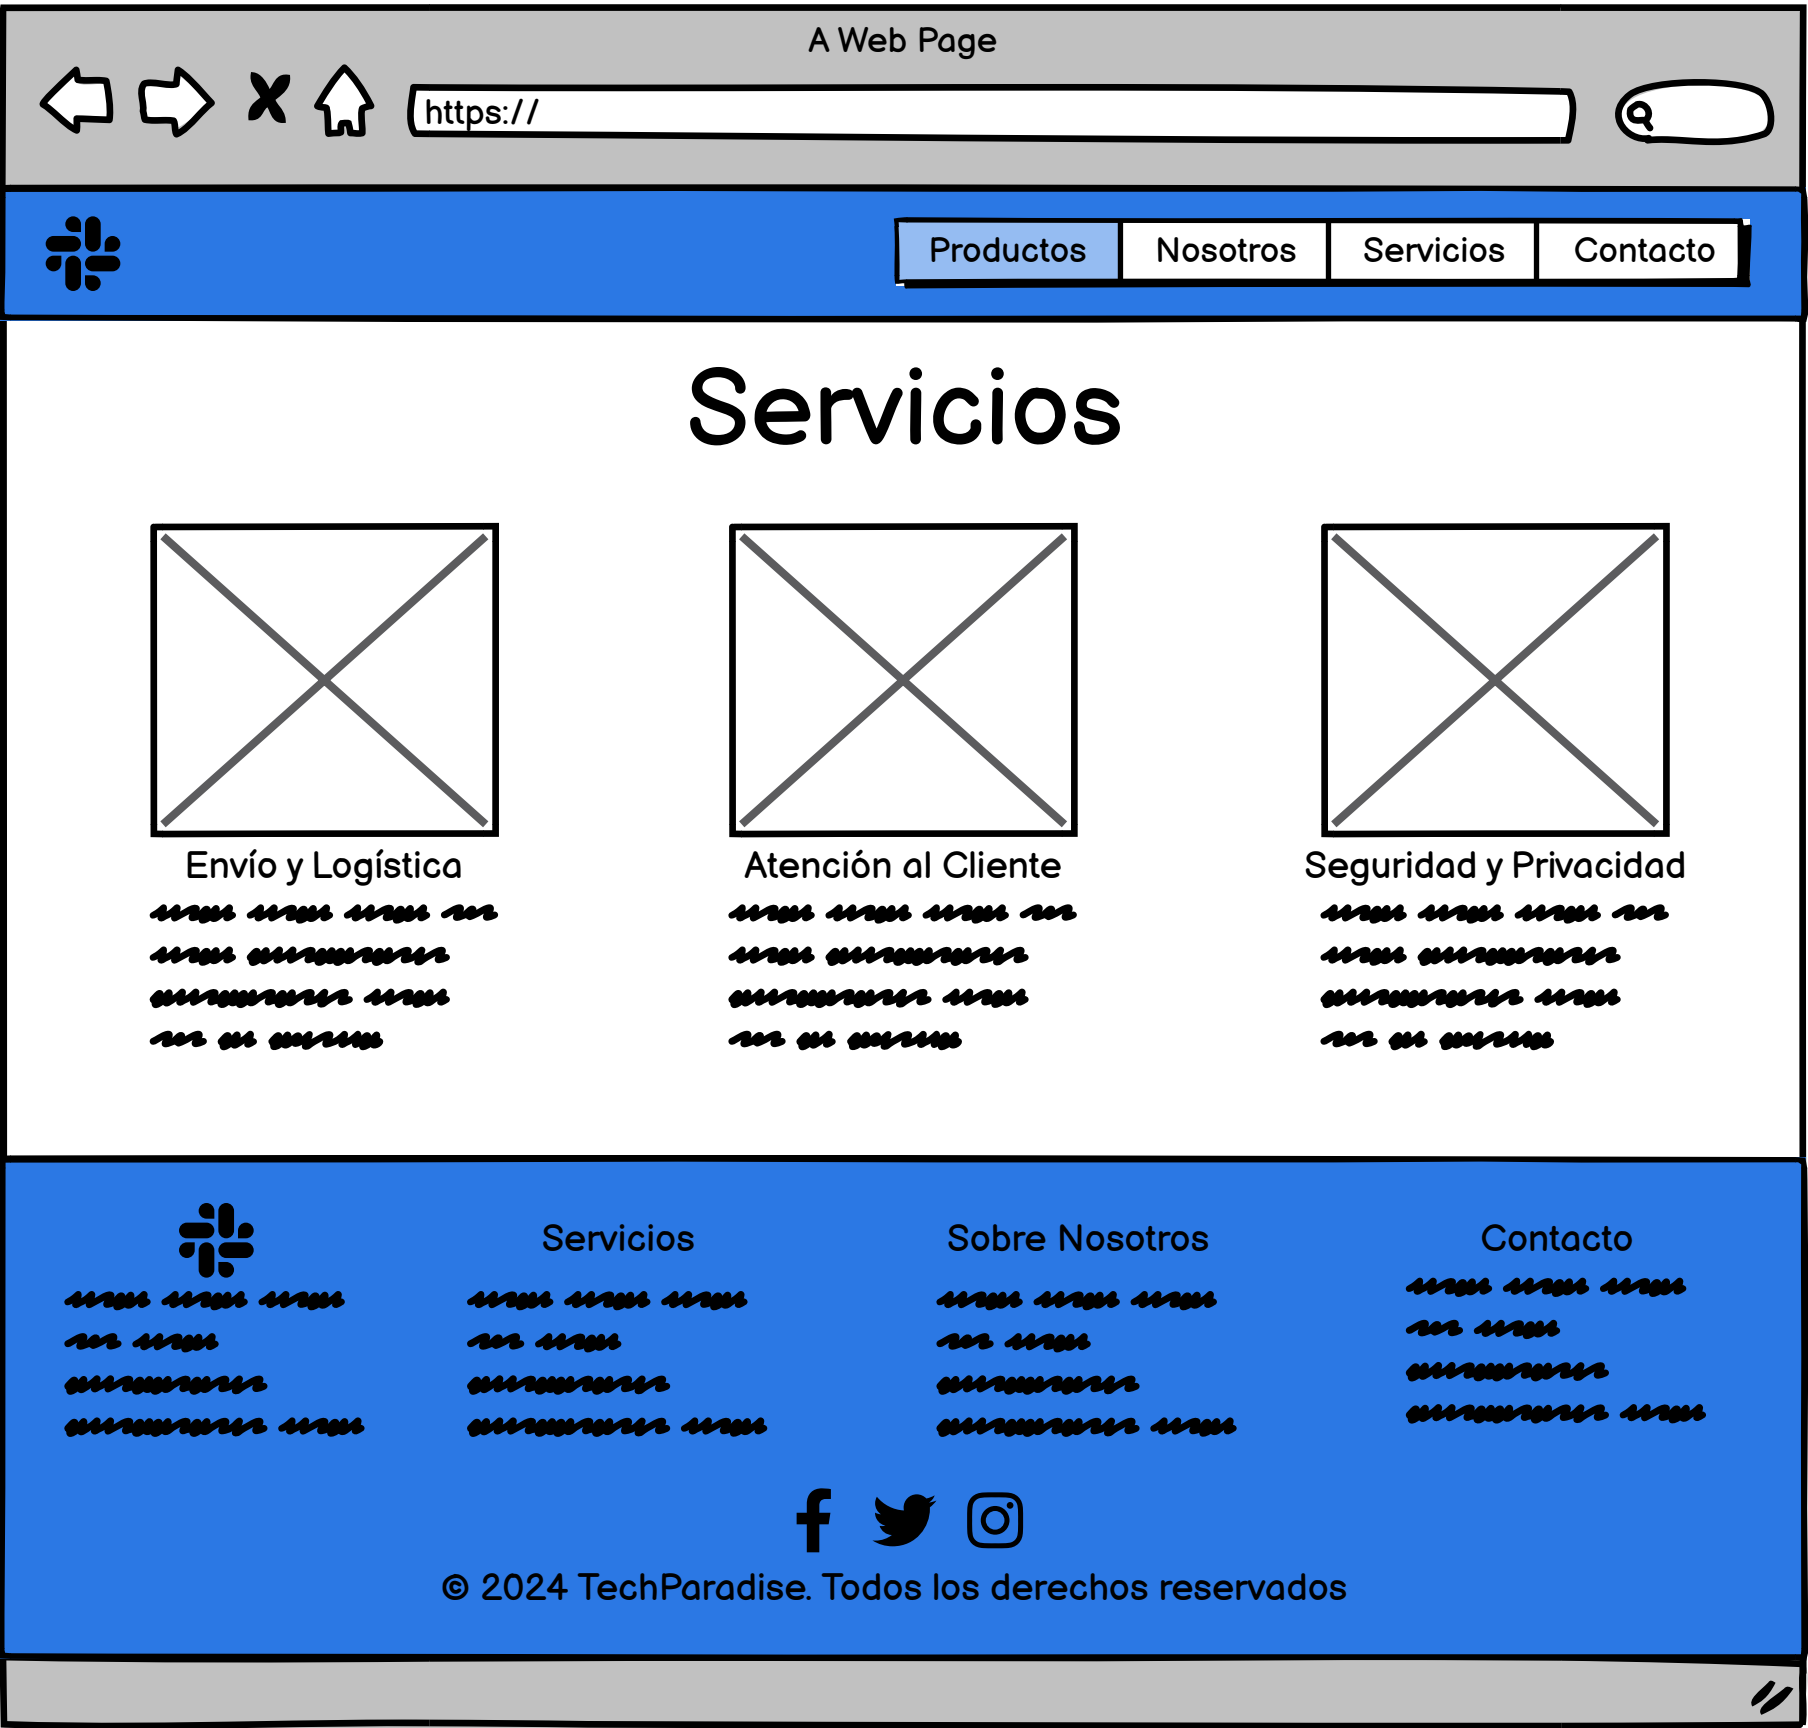 A Web Page
https://
Productos Nosotros Servicios Contacto
Servicios
Envío y Logística
Atención al Cliente
Seguridad y Privacidad
Servicios
Sobre Nosotros
Contacto
© 2024 TechParadise. Todos los derechos reservados